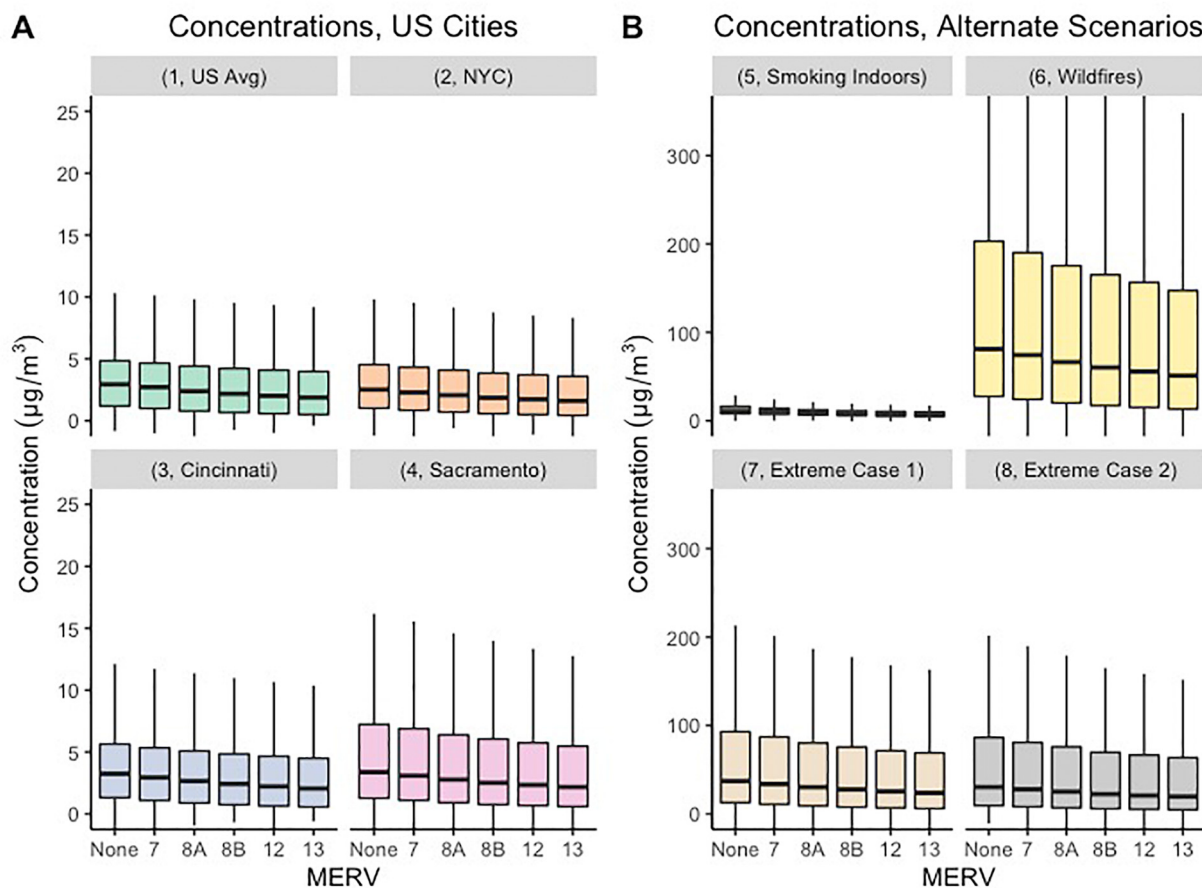 A Concentrations, US Cities
(1, US Avg) (2, NYC)
25
20
15
10
5
0
(3, Cincinnati) (4, Sacramento)
25
20
15
10
5
0
Concentration (µg/m³)
None 7 8A 8B 12 13 None 7 8A 8B 12 13
MERV
B Concentrations, Alternate Scenarios
(5, Smoking Indoors) (6, Wildfires)
300
200
100
0
(7, Extreme Case 1) (8, Extreme Case 2)
300
200
100
0
Concentration (µg/m³)
None 7 8A 8B 12 13 None 7 8A 8B 12 13
MERV